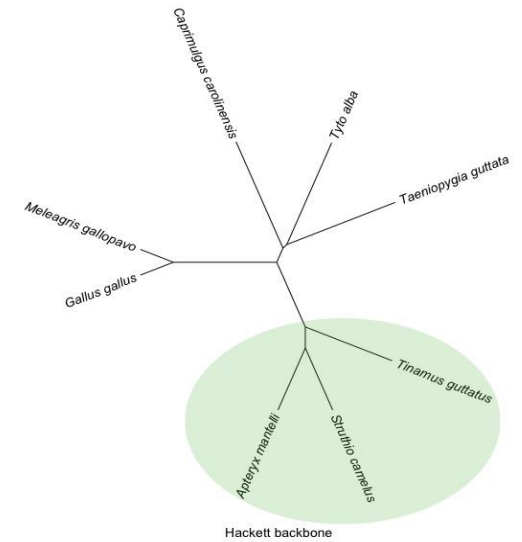 Caprimulgus carolinensis
Tyto alba
Taeniopygia guttata
Meleagris gallopavo
Gallus gallus
Tinamus guttatus
Apteryx mantelli
Struthio camelus
Hackett backbone